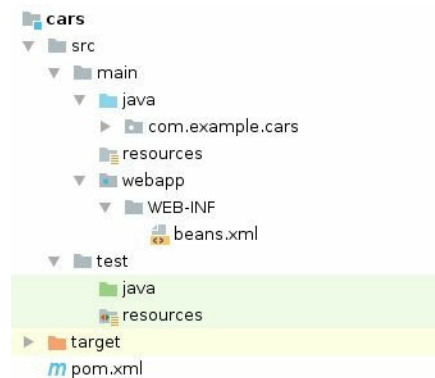 cars
src
main
java
com.example.cars
resources
webapp
WEB-INF
beans.xml
test
java
resources
target
m pom.xml